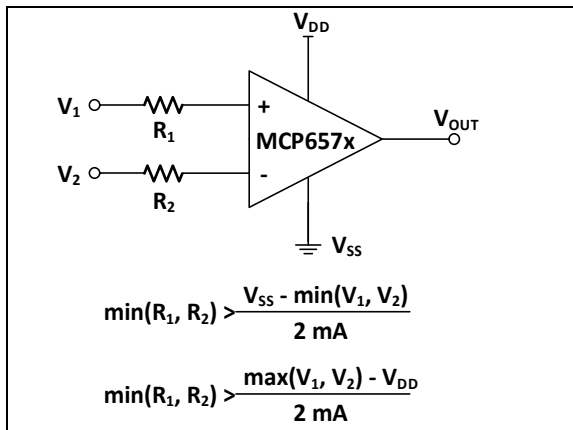 V_DD
V_1
+
R_1
MCP657x
V_OUT
V_2
-
R_2
V_SS
min(R_1, R_2) > (V_SS - min(V_1, V_2)) / 2 mA
min(R_1, R_2) > (max(V_1, V_2) - V_DD) / 2 mA